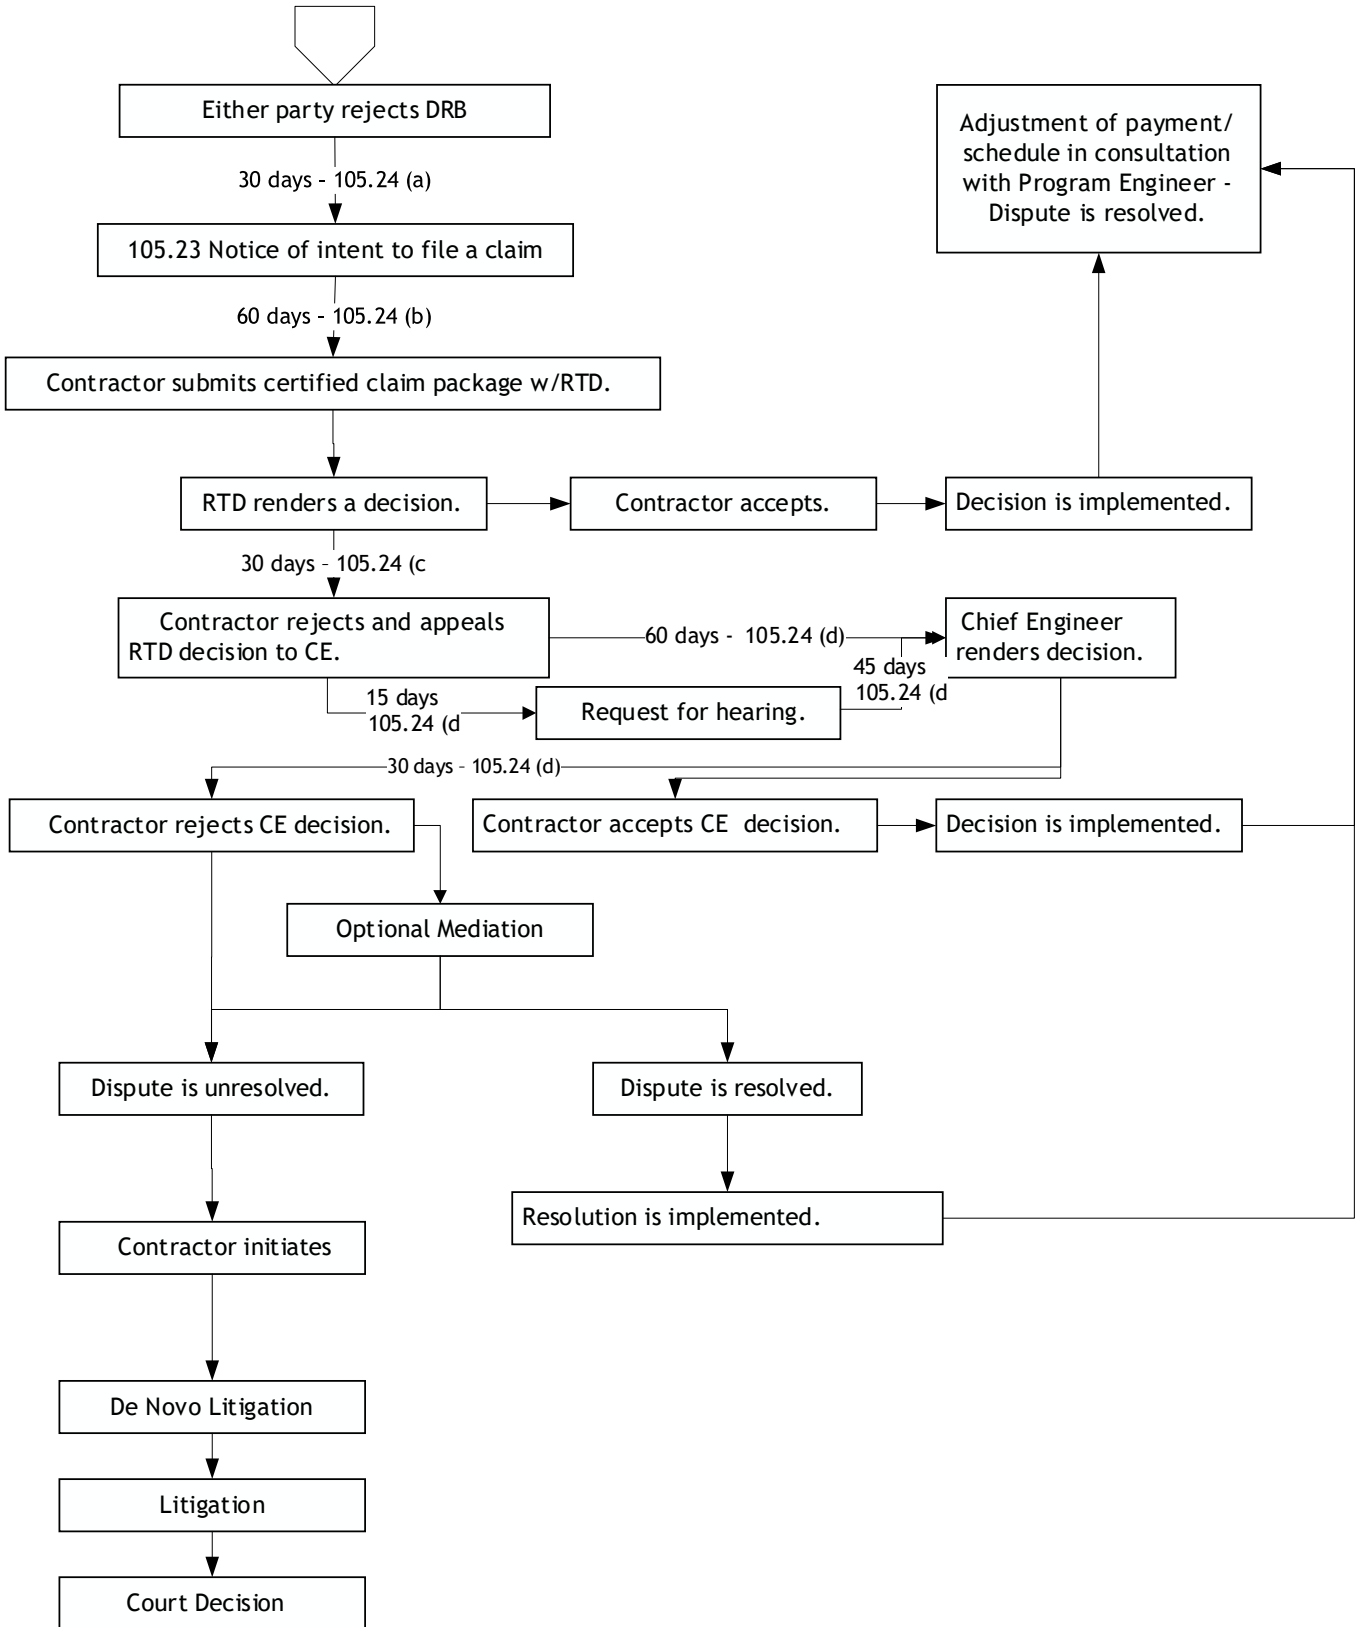 Either party rejects DRB
Adjustment of payment/
schedule in consultation
with Program Engineer -
Dispute is resolved.
30 days - 105.24 (a)
105.23 Notice of intent to file a claim
60 days - 105.24 (b)
Contractor submits certified claim package w/RTD.
RTD renders a decision.
Contractor accepts.
Decision is implemented.
30 days - 105.24 (c
Contractor rejects and appeals
RTD decision to CE.
60 days - 105.24 (d)
Chief Engineer
renders decision.
45 days
105.24 (d
15 days
105.24 (d
Request for hearing.
30 days - 105.24 (d)
Contractor rejects CE decision.
Contractor accepts CE decision.
Decision is implemented.
Optional Mediation
Dispute is unresolved.
Dispute is resolved.
Resolution is implemented.
Contractor initiates
De Novo Litigation
Litigation
Court Decision